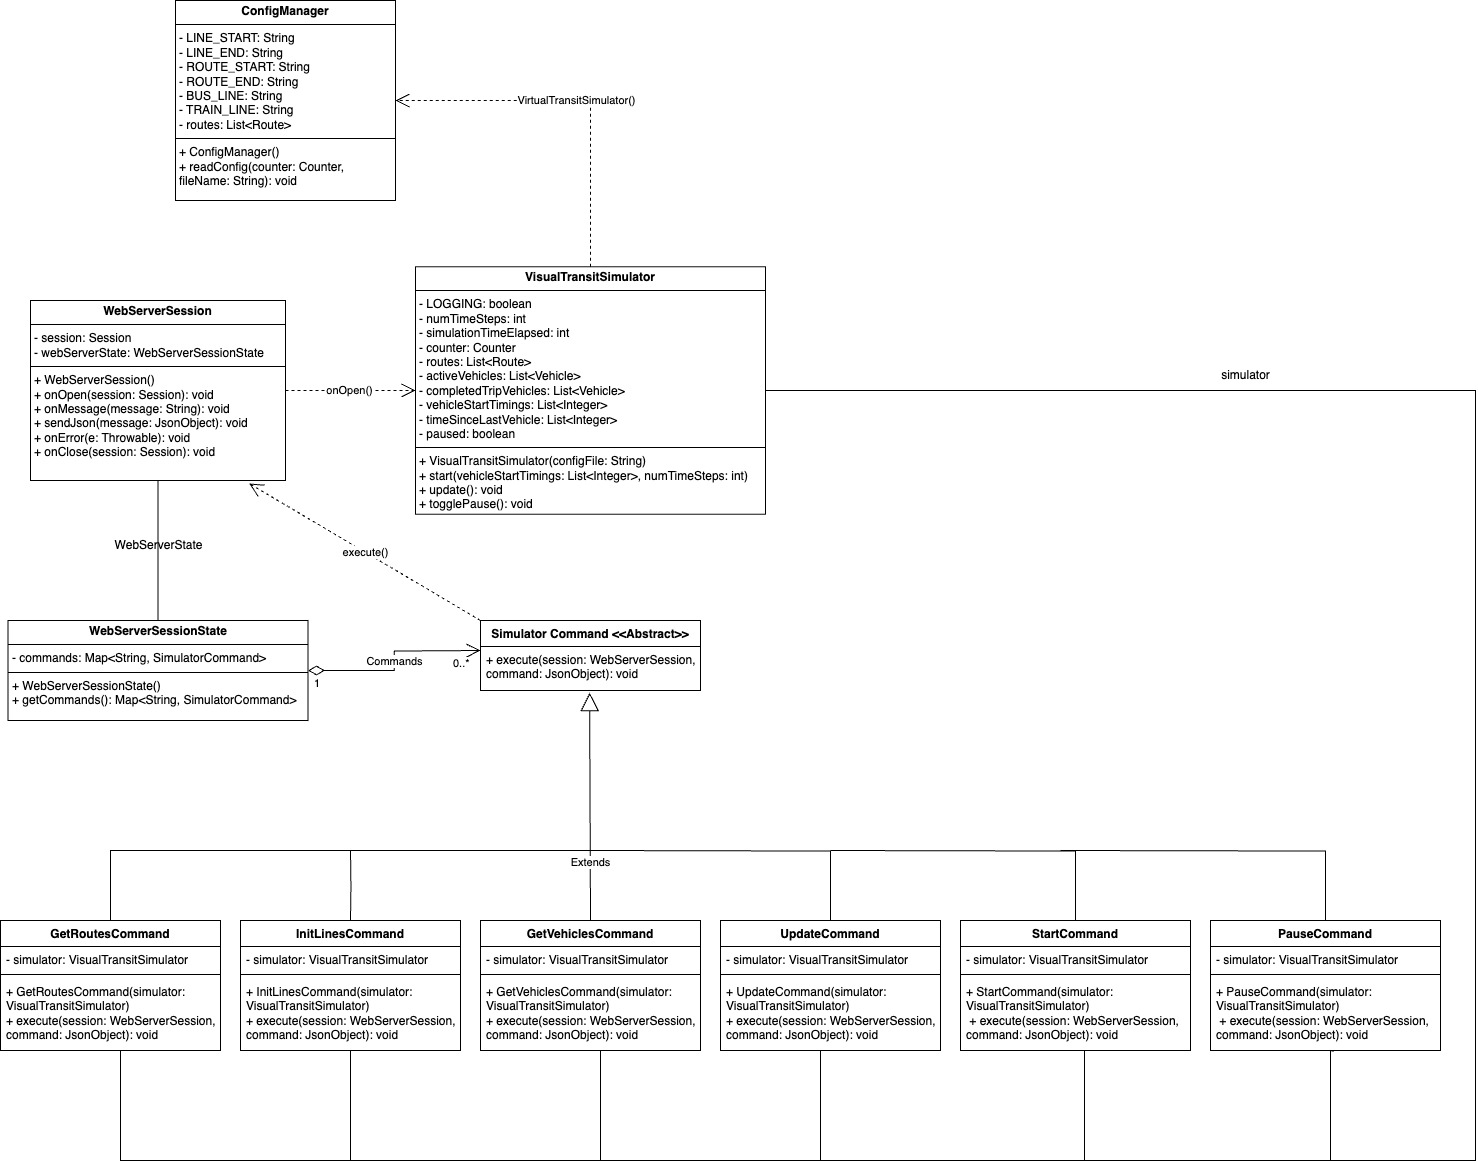 ConfigManager
- LINE_START: String
- LINE_END: String
- ROUTE_START: String
- ROUTE_END: String
- BUS_LINE: String
- TRAIN_LINE: String
- routes: List<Route>
+ ConfigManager()
+ readConfig(counter: Counter,
fileName: String): void
VirtualTransitSimulator()
VisualTransitSimulator
- LOGGING: boolean
- numTimeSteps: int
- simulationTimeElapsed: int
- counter: Counter
- routes: List<Route>
- activeVehicles: List<Vehicle>
- completedTripVehicles: List<Vehicle>
- vehicleStartTimings: List<Integer>
- timeSinceLastVehicle: List<Integer>
- paused: boolean
+ VisualTransitSimulator(configFile: String)
+ start(vehicleStartTimings: List<Integer>, numTimeSteps: int)
+ update(): void
+ togglePause(): void
WebServerSession
- session: Session
- webServerState: WebServerSessionState
+ WebServerSession()
+ onOpen(session: Session): void
+ onMessage(message: String): void
+ sendJson(message: JsonObject): void
+ onError(e: Throwable): void
+ onClose(session: Session): void
onOpen()
simulator
WebServerState
execute()
WebServerSessionState
- commands: Map<String, SimulatorCommand>
+ WebServerSessionState()
+ getCommands(): Map<String, SimulatorCommand>
1
Commands
0..*
Simulator Command <<Abstract>>
+ execute(session: WebServerSession,
command: JsonObject): void
Extends
GetRoutesCommand
- simulator: VisualTransitSimulator
+ GetRoutesCommand(simulator:
VisualTransitSimulator)
+ execute(session: WebServerSession,
command: JsonObject): void
InitLinesCommand
- simulator: VisualTransitSimulator
+ InitLinesCommand(simulator:
VisualTransitSimulator)
+ execute(session: WebServerSession,
command: JsonObject): void
GetVehiclesCommand
- simulator: VisualTransitSimulator
+ GetVehiclesCommand(simulator:
VisualTransitSimulator)
+ execute(session: WebServerSession,
command: JsonObject): void
UpdateCommand
- simulator: VisualTransitSimulator
+ UpdateCommand(simulator:
VisualTransitSimulator)
+ execute(session: WebServerSession,
command: JsonObject): void
StartCommand
- simulator: VisualTransitSimulator
+ StartCommand(simulator:
VisualTransitSimulator)
+ execute(session: WebServerSession,
command: JsonObject): void
PauseCommand
- simulator: VisualTransitSimulator
+ PauseCommand(simulator:
VisualTransitSimulator)
+ execute(session: WebServerSession,
command: JsonObject): void